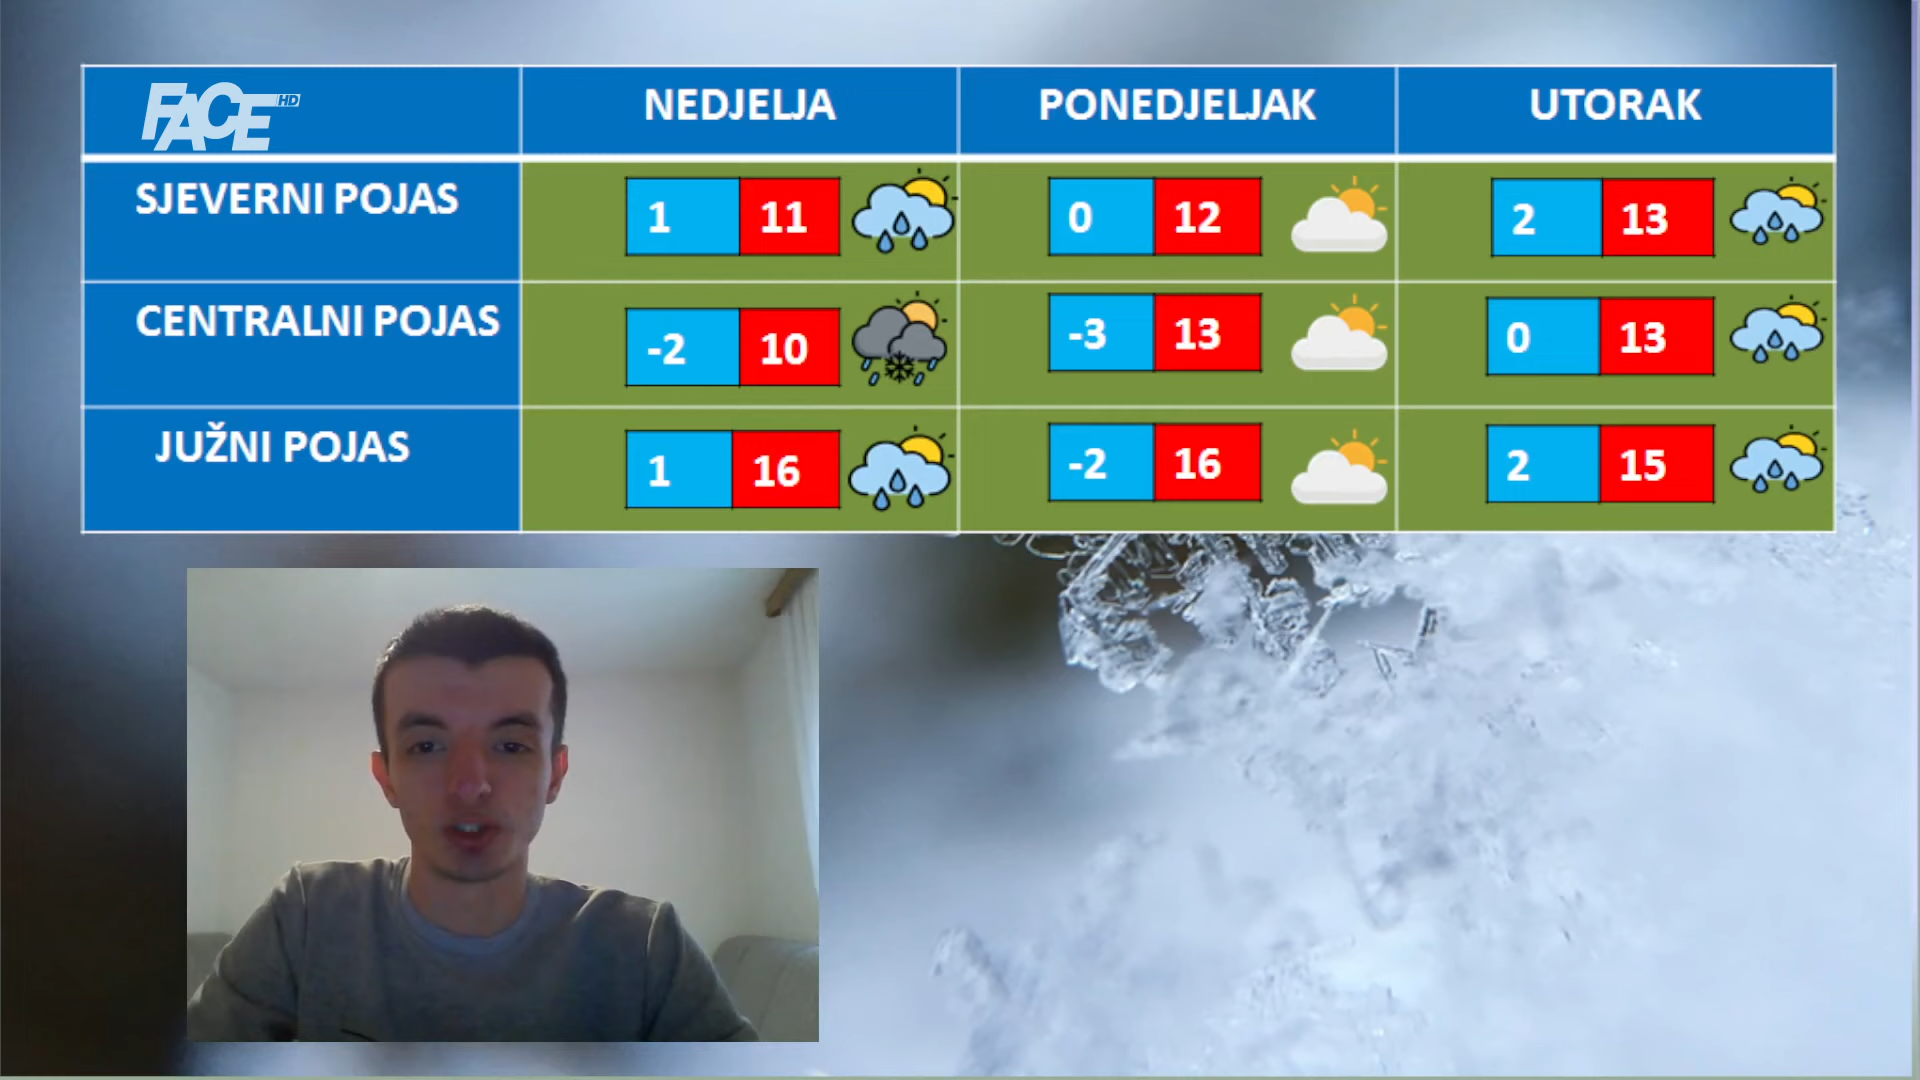 FACE HD NEDJELJA PONEDJELJAK UTORAK
SJEVERNI POJAS 1 11 0 12 2 13
CENTRALNI POJAS -2 10 -3 13 0 13
JUŽNI POJAS 1 16 -2 16 2 15